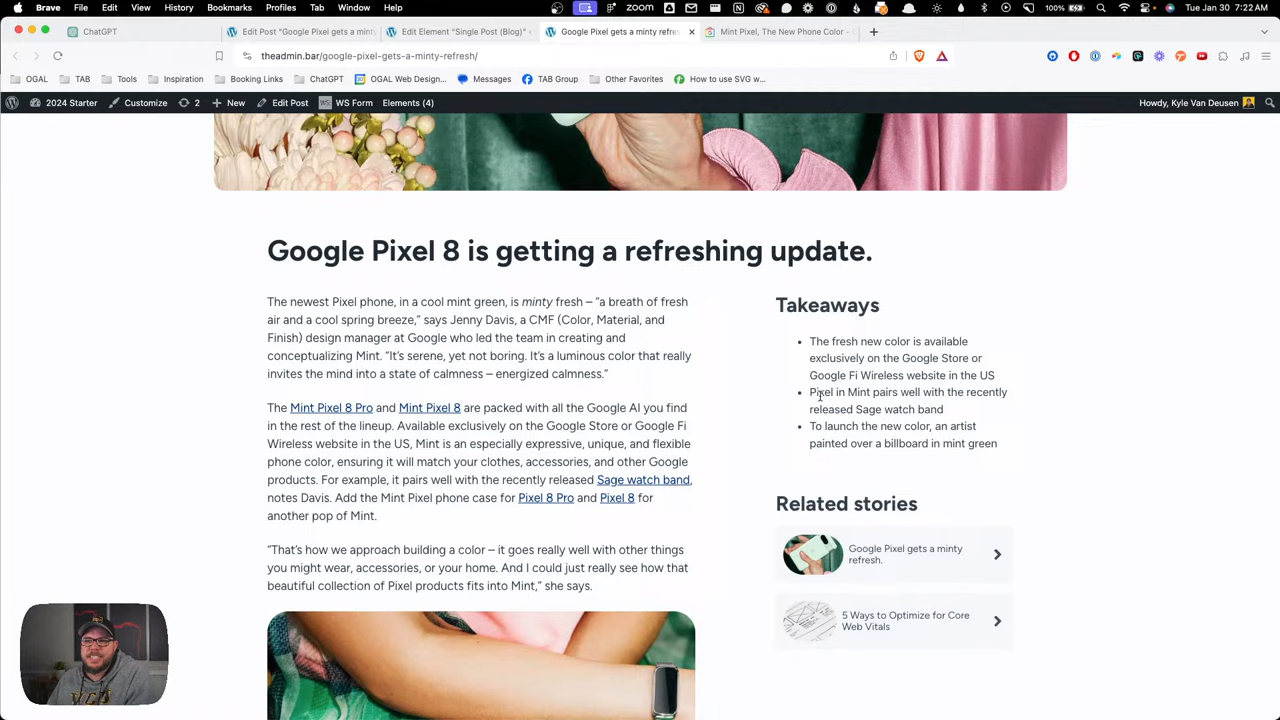 Brave File Edit View History Bookmarks Profiles Tab Window Help
ZOOM
100%
Tue Jan 30 7:22 AM
ChatGPT
Edit Post "Google Pixel gets a minty
Edit Element "Single Post (Blog)"
Google Pixel gets a minty refres
Mint Pixel, The New Phone Color -
theadmin.bar/google-pixel-gets-a-minty-refresh/
OGAL TAB Tools Inspiration Booking Links ChatGPT OGAL Web Design... Messages TAB Group Other Favorites How to use SVG w...
2024 Starter Customize 2 New Edit Post WS WS Form Elements (4) Howdy, Kyle Van Deusen
Google Pixel 8 is getting a refreshing update.
The newest Pixel phone, in a cool mint green, is minty fresh – "a breath of fresh
air and a cool spring breeze," says Jenny Davis, a CMF (Color, Material, and
Finish) design manager at Google who led the team in creating and
conceptualizing Mint. "It's serene, yet not boring. It's a luminous color that really
invites the mind into a state of calmness – energized calmness."
The Mint Pixel 8 Pro and Mint Pixel 8 are packed with all the Google AI you find
in the rest of the lineup. Available exclusively on the Google Store or Google Fi
Wireless website in the US, Mint is an especially expressive, unique, and flexible
phone color, ensuring it will match your clothes, accessories, and other Google
products. For example, it pairs well with the recently released Sage watch band,
notes Davis. Add the Mint Pixel phone case for Pixel 8 Pro and Pixel 8 for
another pop of Mint.
"That's how we approach building a color – it goes really well with other things
you might wear, accessories, or your home. And I could just really see how that
beautiful collection of Pixel products fits into Mint," she says.
Takeaways
• The fresh new color is available
exclusively on the Google Store or
Google Fi Wireless website in the US
• Pixel in Mint pairs well with the recently
released Sage watch band
• To launch the new color, an artist
painted over a billboard in mint green
Related stories
Google Pixel gets a minty
refresh.
5 Ways to Optimize for Core
Web Vitals